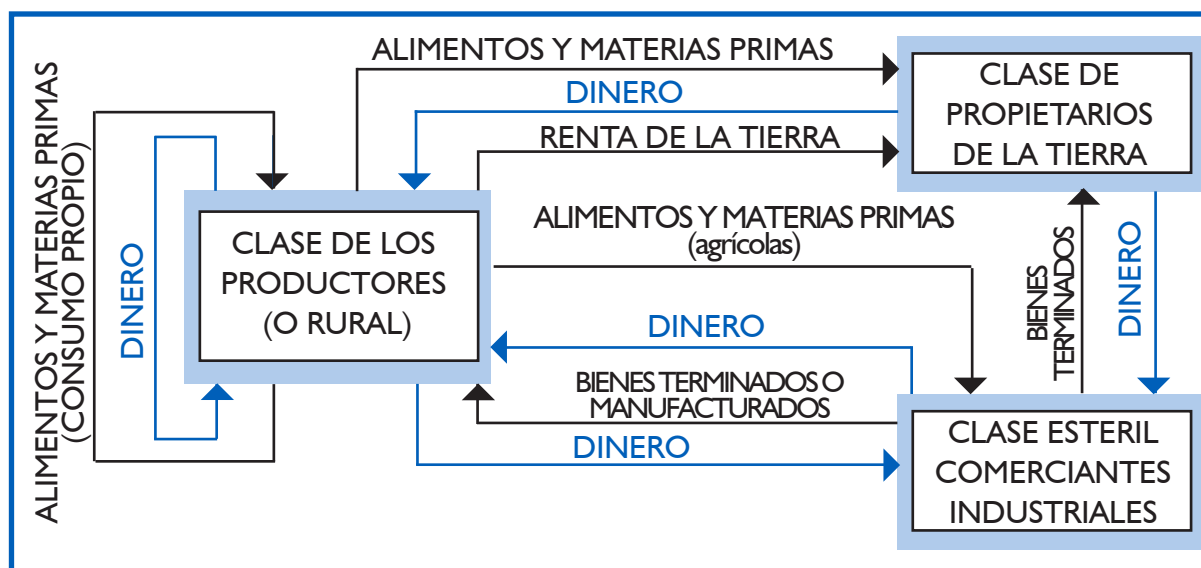 ALIMENTOS Y MATERIAS PRIMAS
(CONSUMO PROPIO)
DINERO
ALIMENTOS Y MATERIAS PRIMAS
DINERO
RENTA DE LA TIERRA
CLASE DE
PROPIETARIOS
DE LA TIERRA
CLASE DE LOS
PRODUCTORES
(O RURAL)
ALIMENTOS Y MATERIAS PRIMAS
(agrícolas)
BIENES
TERMINADOS
DINERO
DINERO
BIENES TERMINADOS O
MANUFACTURADOS
DINERO
CLASE ESTERIL
COMERCIANTES
INDUSTRIALES